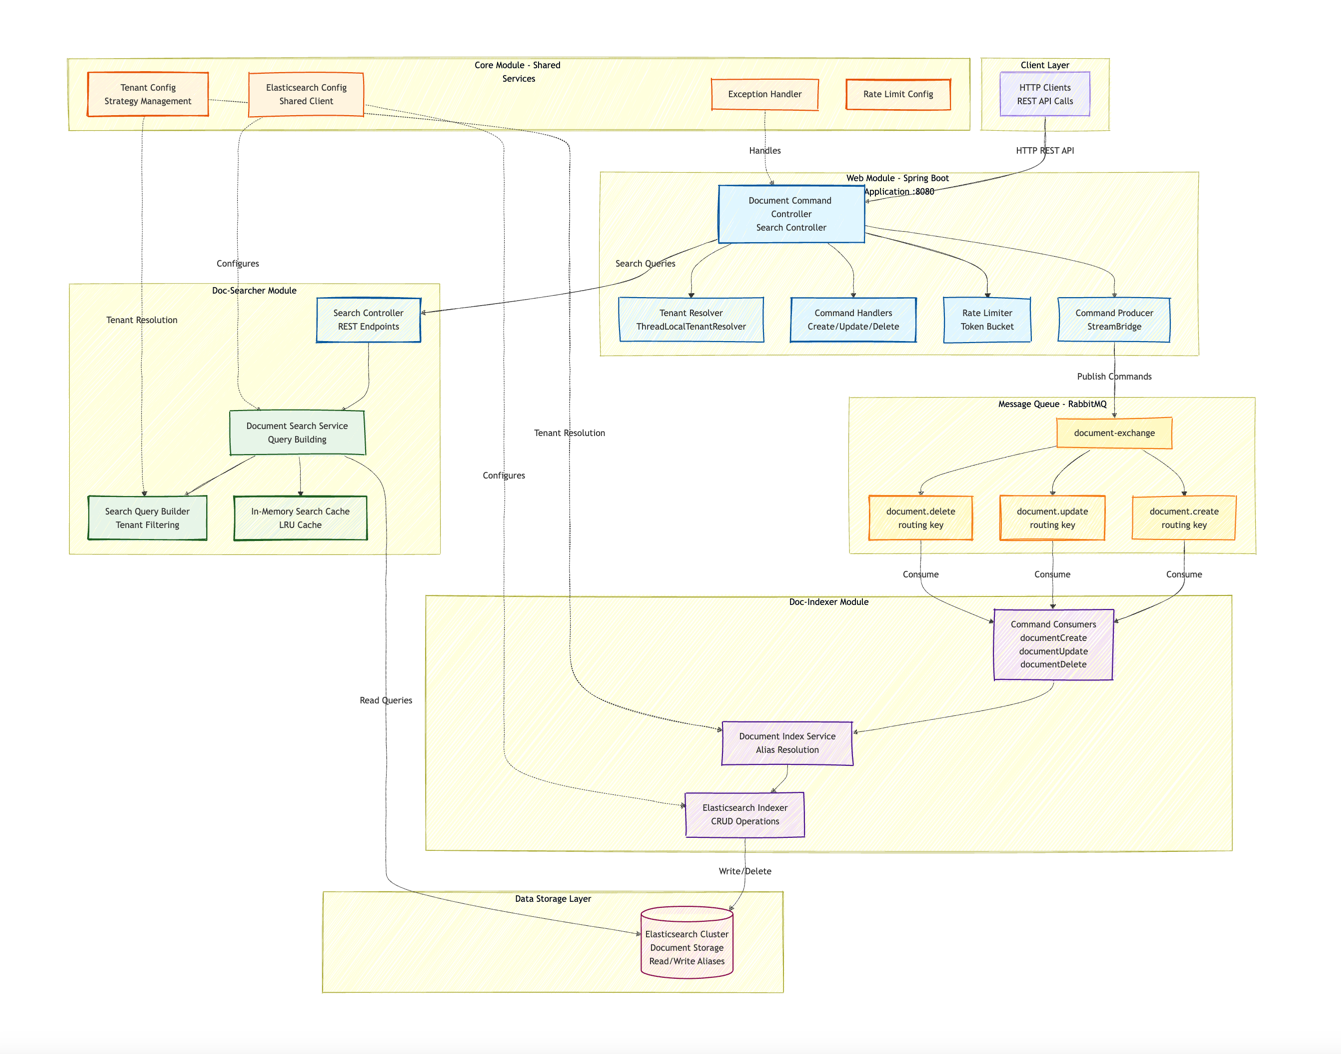 Core Module - Shared
Services
Tenant Config
Strategy Management
Elasticsearch Config
Shared Client
Exception Handler
Rate Limit Config
Client Layer
HTTP Clients
REST API Calls
Handles
HTTP REST API
Web Module - Spring Boot
Application :8080
Document Command
Controller
Search Controller
Configures
Search Queries
Tenant Resolver
ThreadLocalTenantResolver
Command Handlers
Create/Update/Delete
Rate Limiter
Token Bucket
Command Producer
StreamBridge
Doc-Searcher Module
Search Controller
REST Endpoints
Tenant Resolution
Document Search Service
Query Building
Search Query Builder
Tenant Filtering
In-Memory Search Cache
LRU Cache
Tenant Resolution
Configures
Publish Commands
Message Queue - RabbitMQ
document-exchange
document.delete
routing key
document.update
routing key
document.create
routing key
Consume
Consume
Consume
Doc-Indexer Module
Command Consumers
documentCreate
documentUpdate
documentDelete
Read Queries
Document Index Service
Alias Resolution
Elasticsearch Indexer
CRUD Operations
Write/Delete
Data Storage Layer
Elasticsearch Cluster
Document Storage
Read/Write Aliases